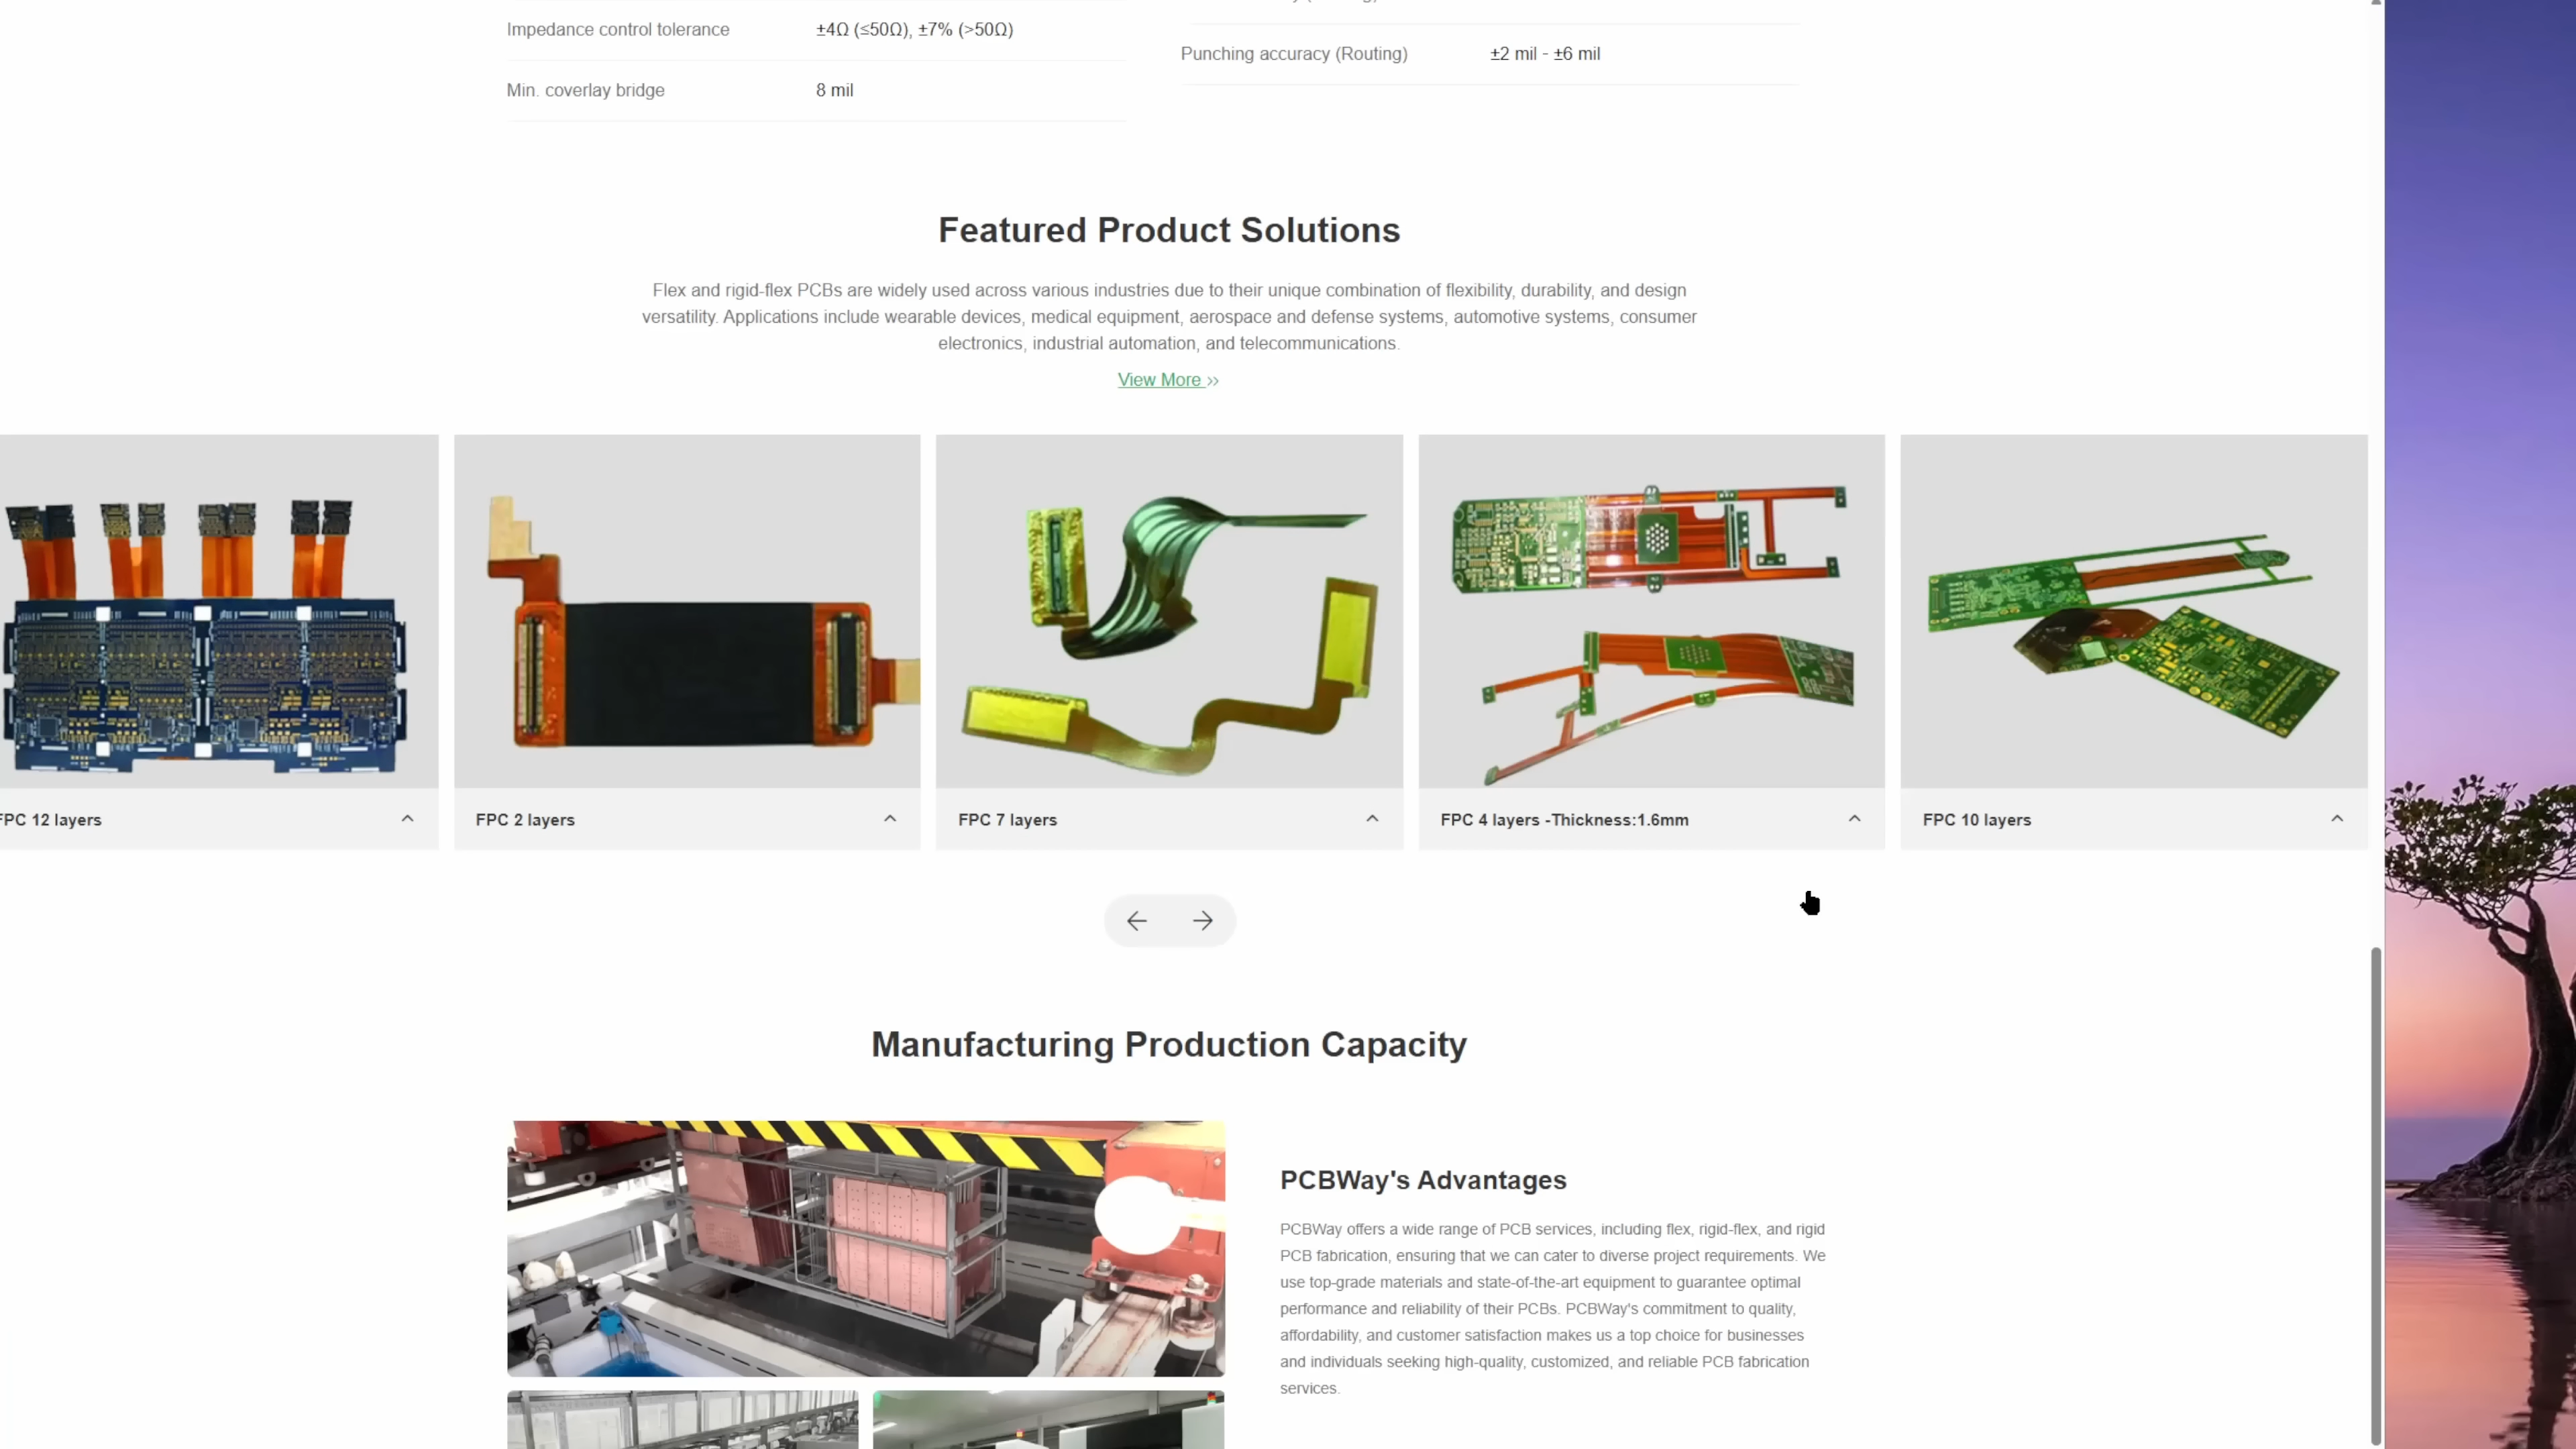 Impedance control tolerance ±4Ω (≤50Ω), ±7% (>50Ω)
Min. coverlay bridge 8 mil
Punching accuracy (Routing) ±2 mil - ±6 mil
Featured Product Solutions
Flex and rigid-flex PCBs are widely used across various industries due to their unique combination of flexibility, durability, and design
versatility. Applications include wearable devices, medical equipment, aerospace and defense systems, automotive systems, consumer
electronics, industrial automation, and telecommunications.
View More >>
FPC 12 layers
FPC 2 layers
FPC 7 layers
FPC 4 layers -Thickness:1.6mm
FPC 10 layers
Manufacturing Production Capacity
PCBWay's Advantages
PCBWay offers a wide range of PCB services, including flex, rigid-flex, and rigid
PCB fabrication, ensuring that we can cater to diverse project requirements. We
use top-grade materials and state-of-the-art equipment to guarantee optimal
performance and reliability of their PCBs. PCBWay's commitment to quality,
affordability, and customer satisfaction makes us a top choice for businesses
and individuals seeking high-quality, customized, and reliable PCB fabrication
services.